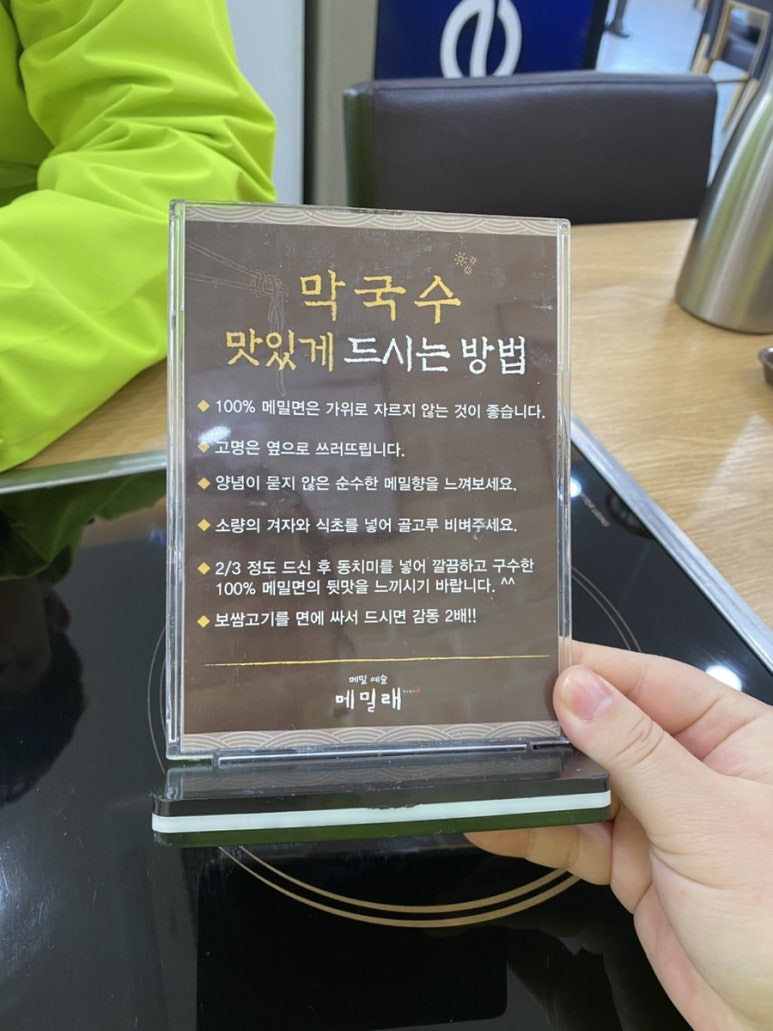 막국수
맛있게 드시는 방법
◆ 100% 메밀면은 가위로 자르지 않는 것이 좋습니다.
◆ 고명은 옆으로 쓰러뜨립니다.
◆ 양념이 묻지 않은 순수한 메밀향을 느껴보세요.
◆ 소량의 겨자와 식초를 넣어 골고루 비벼주세요.
◆ 2/3 정도 드신 후 동치미를 넣어 깔끔하고 구수한
100% 메밀면의 뒷맛을 느끼시기 바랍니다. ^^
◆ 보쌈고기를 면에 싸서 드시면 감동 2배!!
메밀 예술
메밀래